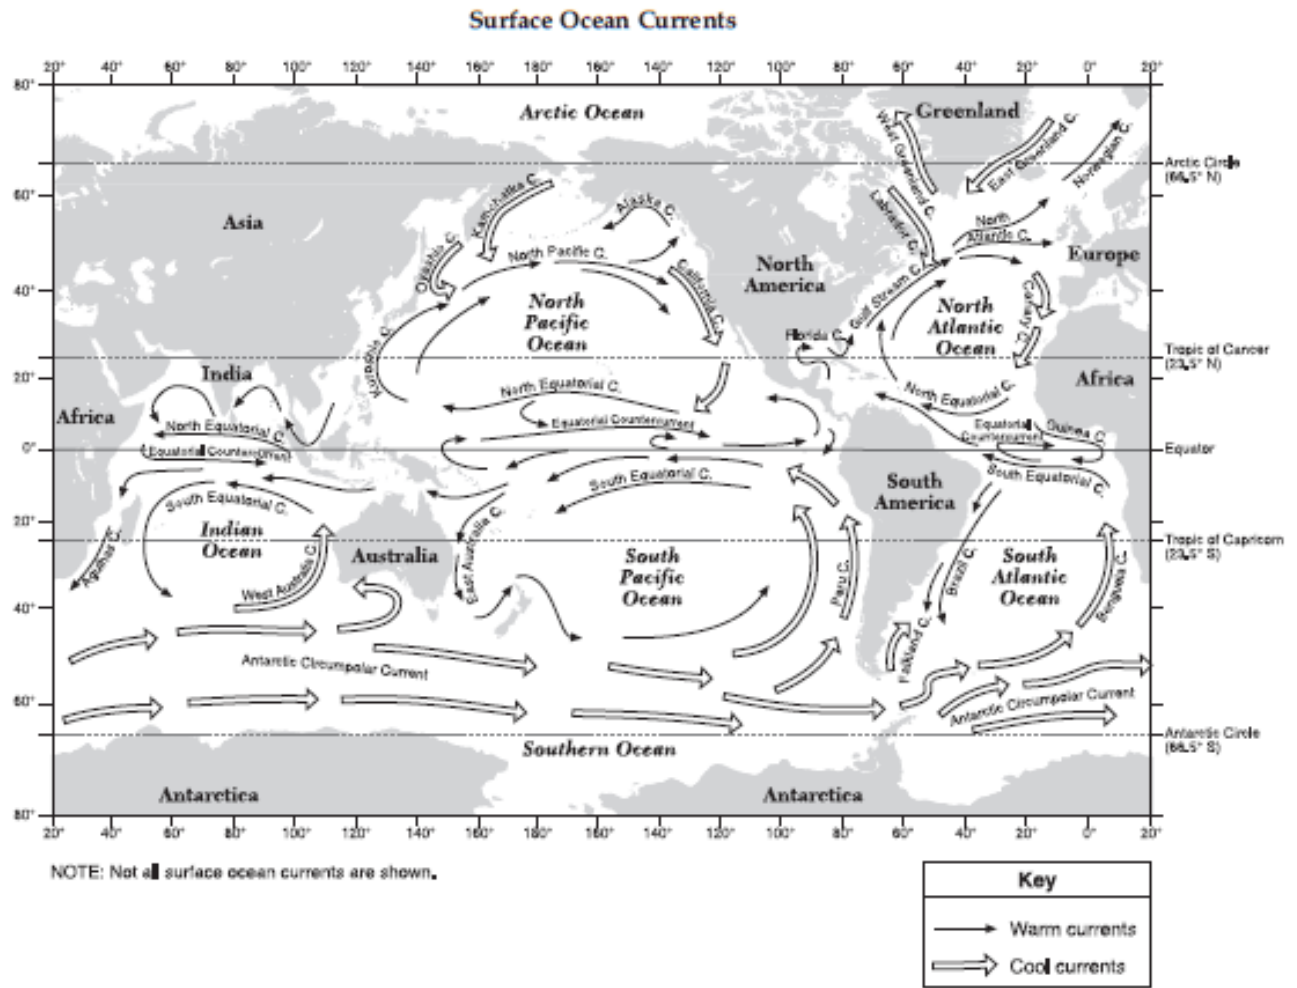 Surface Ocean Currents
20° 40° 60° 80° 100° 120° 140° 160° 180° 160° 140° 120° 100° 80° 60° 40° 20° 0° 20°
80°
Arctic Ocean
Greenland
West Greenland C.
East Greenland C.
Norwegian C.
Arctic Circle
(66.5° N)
60°
Kamchatka C.
Alaska C.
Labrador C.
Asia
Oyashio C.
North Pacific C.
North
Atlantic C.
Europe
North
America
California C.
40°
North
Pacific
Ocean
Gulf Stream C.
North
Atlantic
Ocean
Canary C.
Kuroshio C.
Florida C.
Tropic of Cancer
(23.5° N)
20°
India
Africa
Africa
North Equatorial C.
North Equatorial C.
North Equatorial C.
Equatorial Countercurrent
Equatorial
Countercurrent
Guinea C.
Equatorial Countercurrent
0°
Equator
South Equatorial C.
South Equatorial C.
South Equatorial C.
South
America
20°
Indian
Ocean
Agulhas C.
Australia
East Australia C.
South
Pacific
Ocean
Peru C.
Brazil C.
South
Atlantic
Ocean
Benguela C.
Tropic of Capricorn
(23.5° S)
West Australia C.
40°
Falkland C.
Antarctic Circumpolar Current
Antarctic Circumpolar Current
60°
Antarctic Circle
(66.5° S)
Southern Ocean
Antarctica
Antarctica
80°
20° 40° 60° 80° 100° 120° 140° 160° 180° 160° 140° 120° 100° 80° 60° 40° 20° 0° 20°
NOTE: Not all surface ocean currents are shown.
Key
Warm currents
Cool currents